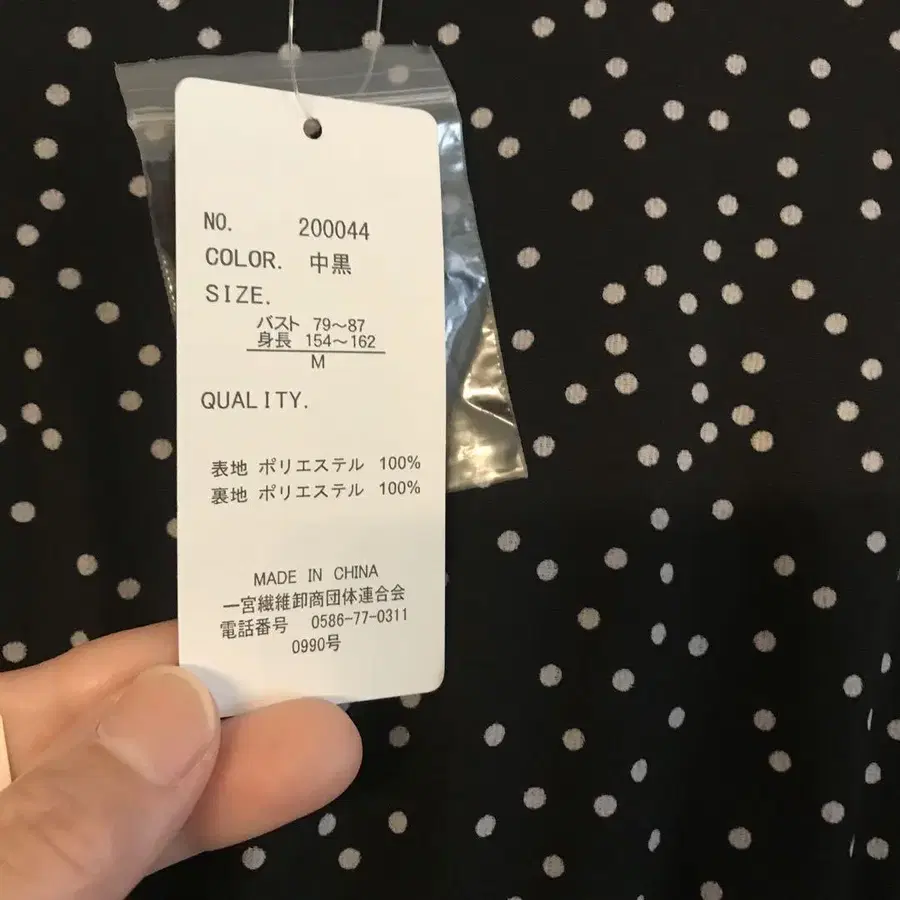 NO. 200044
COLOR. 中黒
SIZE.
バスト 79～87
身長 154～162
M
QUALITY.
表地 ポリエステル 100%
裏地 ポリエステル 100%
MADE IN CHINA
一宮繊維卸商団体連合会
電話番号 0586-77-0311
0990号